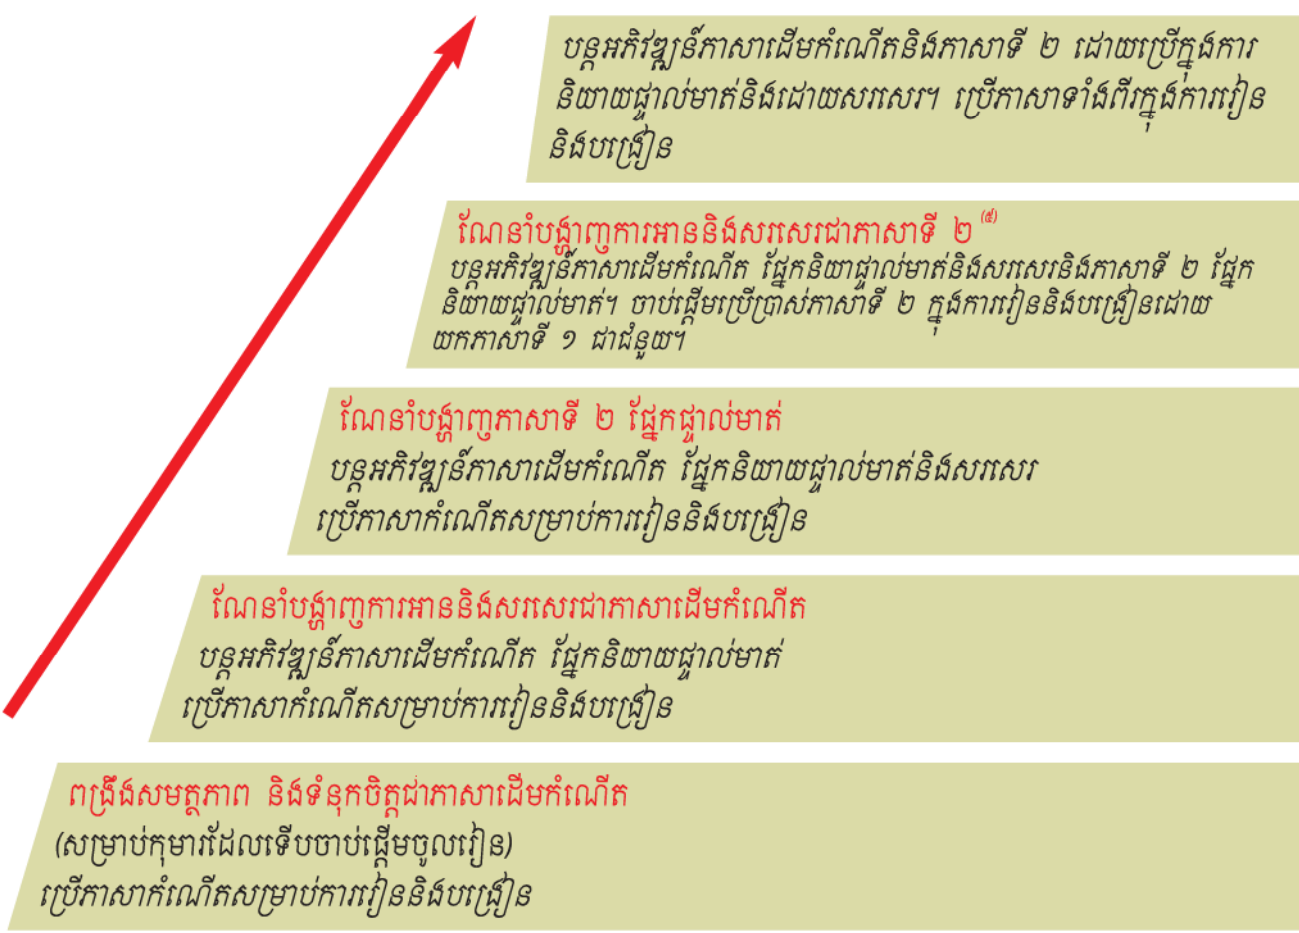 បន្តអភិវឌ្ឍន៍ភាសាដើមកំណើតនិងភាសាទី ២ ដោយប្រើក្នុងការ
និយាយផ្ទាល់មាត់និងដោយសរសេរ។ ប្រើភាសាទាំងពីរក្នុងការរៀន
និងបង្រៀន
ណែនាំបង្ហាញការអាននិងសរសេរជាភាសាទី ២ (៥)
បន្តអភិវឌ្ឍន៍ភាសាដើមកំណើត ផ្នែកនិយាផ្ទាល់មាត់និងសរសេរនិងភាសាទី ២ ផ្នែក
និយាយផ្ទាល់មាត់។ ចាប់ផ្តើមប្រើប្រាស់ភាសាទី ២ ក្នុងការរៀននិងបង្រៀនដោយ
យកភាសាទី ១ ជាជំនួយ។
ណែនាំបង្ហាញភាសាទី ២ ផ្នែកផ្ទាល់មាត់
បន្តអភិវឌ្ឍន៍ភាសាដើមកំណើត ផ្នែកនិយាយផ្ទាល់មាត់និងសរសេរ
ប្រើភាសាកំណើតសម្រាប់ការរៀននិងបង្រៀន
ណែនាំបង្ហាញការអាននិងសរសេរជាភាសាដើមកំណើត
បន្តអភិវឌ្ឍន៍ភាសាដើមកំណើត ផ្នែកនិយាយផ្ទាល់មាត់
ប្រើភាសាកំណើតសម្រាប់ការរៀននិងបង្រៀន
ពង្រឹងសមត្ថភាព និងទំនុកចិត្តជាភាសាដើមកំណើត
(សម្រាប់កុមារដែលទើបចាប់ផ្តើមចូលរៀន)
ប្រើភាសាកំណើតសម្រាប់ការរៀននិងបង្រៀន